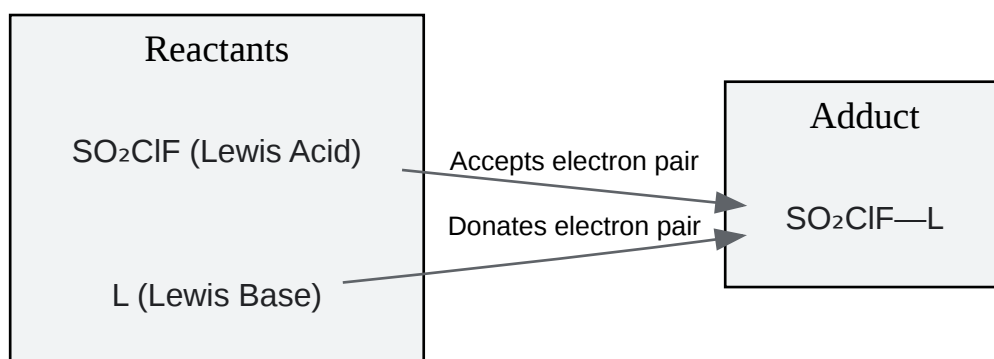 Reactants
SO₂ClF (Lewis Acid)
L (Lewis Base)
Accepts electron pair
Donates electron pair
Adduct
SO₂ClF—L